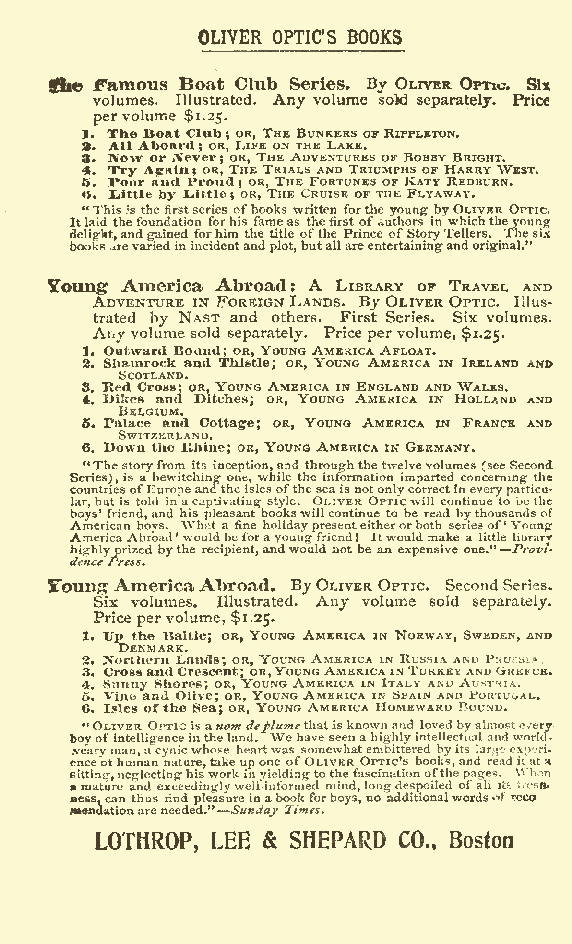 OLIVER OPTIC'S BOOKS
The Famous Boat Club Series. By OLIVER OPTIC. Six
volumes. Illustrated. Any volume sold separately. Price
per volume $1.25.
1. The Boat Club; OR, THE BUNKERS OF RIPPLETON.
2. All Aboard; OR, LIFE ON THE LAKE.
3. Now or Never; OR, THE ADVENTURES OF BOBBY BRIGHT.
4. Try Again; OR, THE TRIALS AND TRIUMPHS OF HARRY WEST.
5. Poor and Proud; OR, THE FORTUNES OF KATY REDBURN.
6. Little by Little; OR, THE CRUISE OF THE FLYAWAY.
"This is the first series of books written for the young by OLIVER OPTIC.
It laid the foundation for his fame as the first of authors in which the young
delight, and gained for him the title of the Prince of Story Tellers. The six
books are varied in incident and plot, but all are entertaining and original."
Young America Abroad: A LIBRARY OF TRAVEL AND
ADVENTURE IN FOREIGN LANDS. By OLIVER OPTIC. Illus-
trated by NAST and others. First Series. Six volumes.
Any volume sold separately. Price per volume, $1.25.
1. Outward Bound; OR, YOUNG AMERICA AFLOAT.
2. Shamrock and Thistle; OR, YOUNG AMERICA IN IRELAND AND
SCOTLAND.
3. Red Cross; OR, YOUNG AMERICA IN ENGLAND AND WALES.
4. Dikes and Ditches; OR, YOUNG AMERICA IN HOLLAND AND
BELGIUM.
5. Palace and Cottage; OR, YOUNG AMERICA IN FRANCE AND
SWITZERLAND.
6. Down the Rhine; OR, YOUNG AMERICA IN GERMANY.
"The story from its inception, and through the twelve volumes (see Second
Series), is a bewitching one, while the information imparted concerning the
countries of Europe and the isles of the sea is not only correct in every particu-
lar, but is told in a captivating style. OLIVER OPTIC will continue to be the
boys' friend, and his pleasant books will continue to be read by thousands of
American boys. What a fine holiday present either or both series of 'Young
America Abroad' would be for a young friend! It would make a little library
highly prized by the recipient, and would not be an expensive one."—Provi-
dence Press.
Young America Abroad. By OLIVER OPTIC. Second Series.
Six volumes. Illustrated. Any volume sold separately.
Price per volume, $1.25.
1. Up the Baltic; OR, YOUNG AMERICA IN NORWAY, SWEDEN, AND
DENMARK.
2. Northern Lands; OR, YOUNG AMERICA IN RUSSIA AND PRUSSIA.
3. Cross and Crescent; OR, YOUNG AMERICA IN TURKEY AND GREECE.
4. Sunny Shores; OR, YOUNG AMERICA IN ITALY AND AUSTRIA.
5. Vine and Olive; OR, YOUNG AMERICA IN SPAIN AND PORTUGAL.
6. Isles of the Sea; OR, YOUNG AMERICA HOMEWARD BOUND.
"OLIVER OPTIC is a nom de plume that is known and loved by almost every
boy of intelligence in the land. We have seen a highly intellectual and world-
weary man, a cynic whose heart was somewhat embittered by its large experi-
ence of human nature, take up one of OLIVER OPTIC'S books, and read it at a
sitting, neglecting his work in yielding to the fascination of the pages. When
a mature and exceedingly well-informed mind, long despoiled of all its fresh-
ness, can thus find pleasure in a book for boys, no additional words of reco
mendation are needed."—Sunday Times.
LOTHROP, LEE & SHEPARD CO., Boston